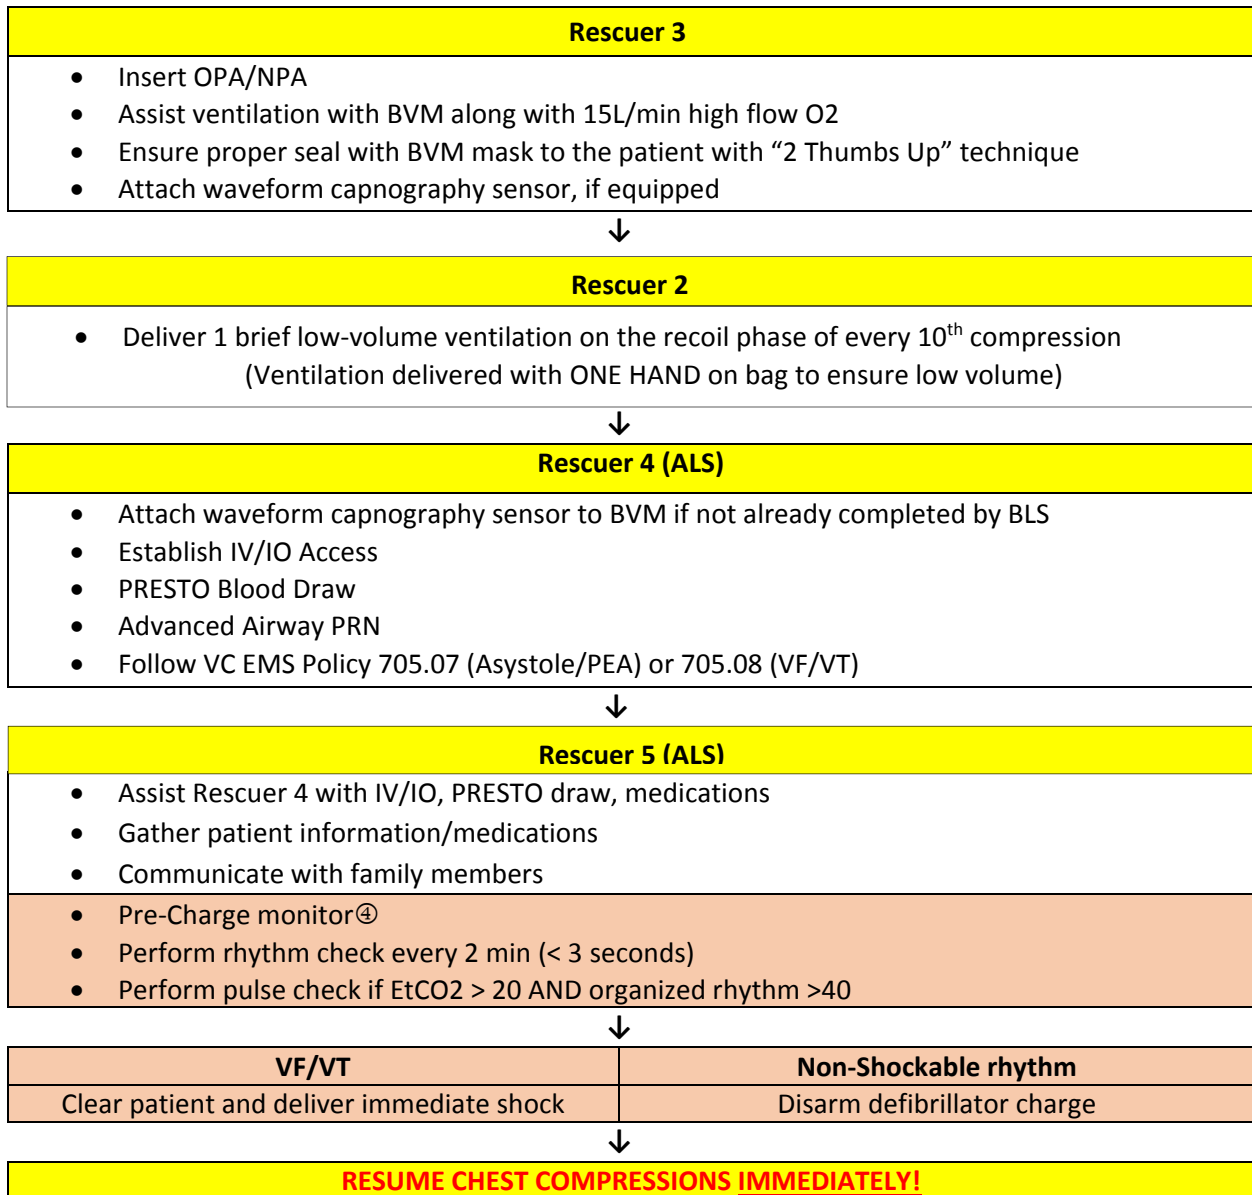 Rescuer 3
• Insert OPA/NPA
• Assist ventilation with BVM along with 15L/min high flow O2
• Ensure proper seal with BVM mask to the patient with “2 Thumbs Up” technique
• Attach waveform capnography sensor, if equipped
↓
Rescuer 2
• Deliver 1 brief low-volume ventilation on the recoil phase of every 10th compression
(Ventilation delivered with ONE HAND on bag to ensure low volume)
↓
Rescuer 4 (ALS)
• Attach waveform capnography sensor to BVM if not already completed by BLS
• Establish IV/IO Access
• PRESTO Blood Draw
• Advanced Airway PRN
• Follow VC EMS Policy 705.07 (Asystole/PEA) or 705.08 (VF/VT)
↓
Rescuer 5 (ALS)
• Assist Rescuer 4 with IV/IO, PRESTO draw, medications
• Gather patient information/medications
• Communicate with family members
• Pre-Charge monitor④
• Perform rhythm check every 2 min (< 3 seconds)
• Perform pulse check if EtCO2 > 20 AND organized rhythm >40
↓
VF/VT
Non-Shockable rhythm
Clear patient and deliver immediate shock
Disarm defibrillator charge
↓
RESUME CHEST COMPRESSIONS IMMEDIATELY!